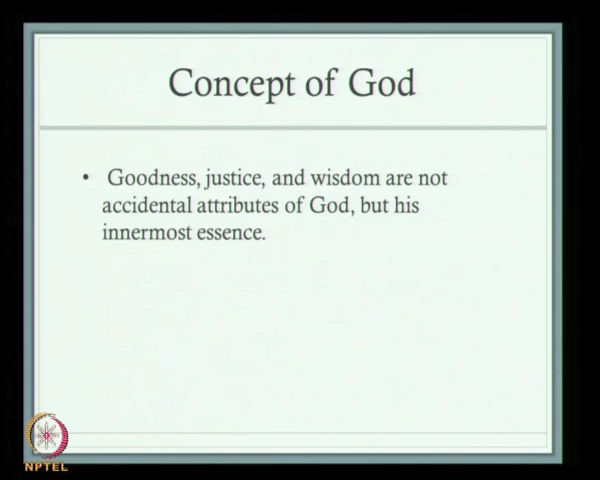 Concept of God
• Goodness, justice, and wisdom are not
accidental attributes of God, but his
innermost essence.
NPTEL